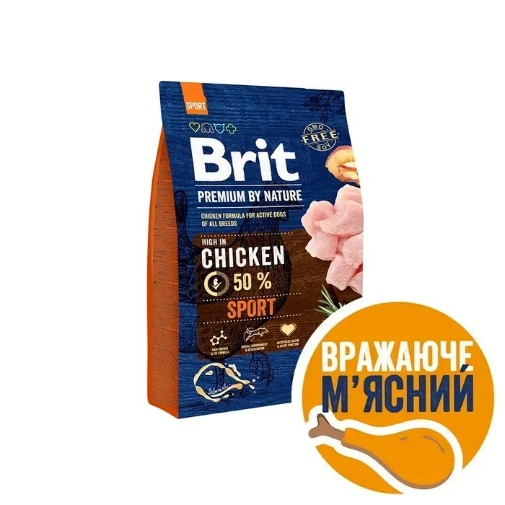 SPORT
GMO
FREE
SOY
Brit
PREMIUM BY NATURE
CHICKEN FORMULA FOR ACTIVE DOGS
OF ALL BREEDS
HIGH IN
CHICKEN
50 %
SPORT
ВРАЖАЮЧЕ
М’ЯСНИЙ